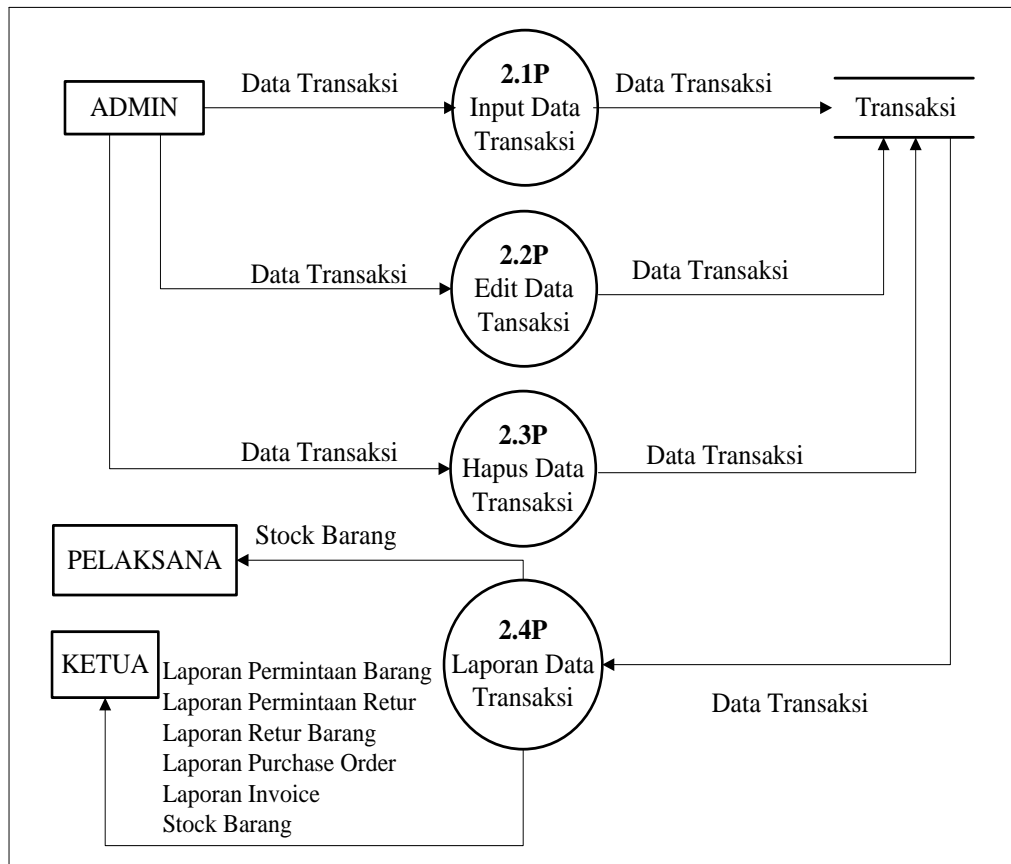 2.1P
Data Transaksi
Data Transaksi
ADMIN
Input Data
Transaksi
Transaksi
2.2P
Data Transaksi
Data Transaksi
Edit Data
Tansaksi
2.3P
Data Transaksi
Data Transaksi
Hapus Data
Transaksi
Stock Barang
PELAKSANA
2.4P
Laporan Data
Transaksi
KETUA
Laporan Permintaan Barang
Laporan Permintaan Retur
Laporan Retur Barang
Laporan Purchase Order
Laporan Invoice
Stock Barang
Data Transaksi